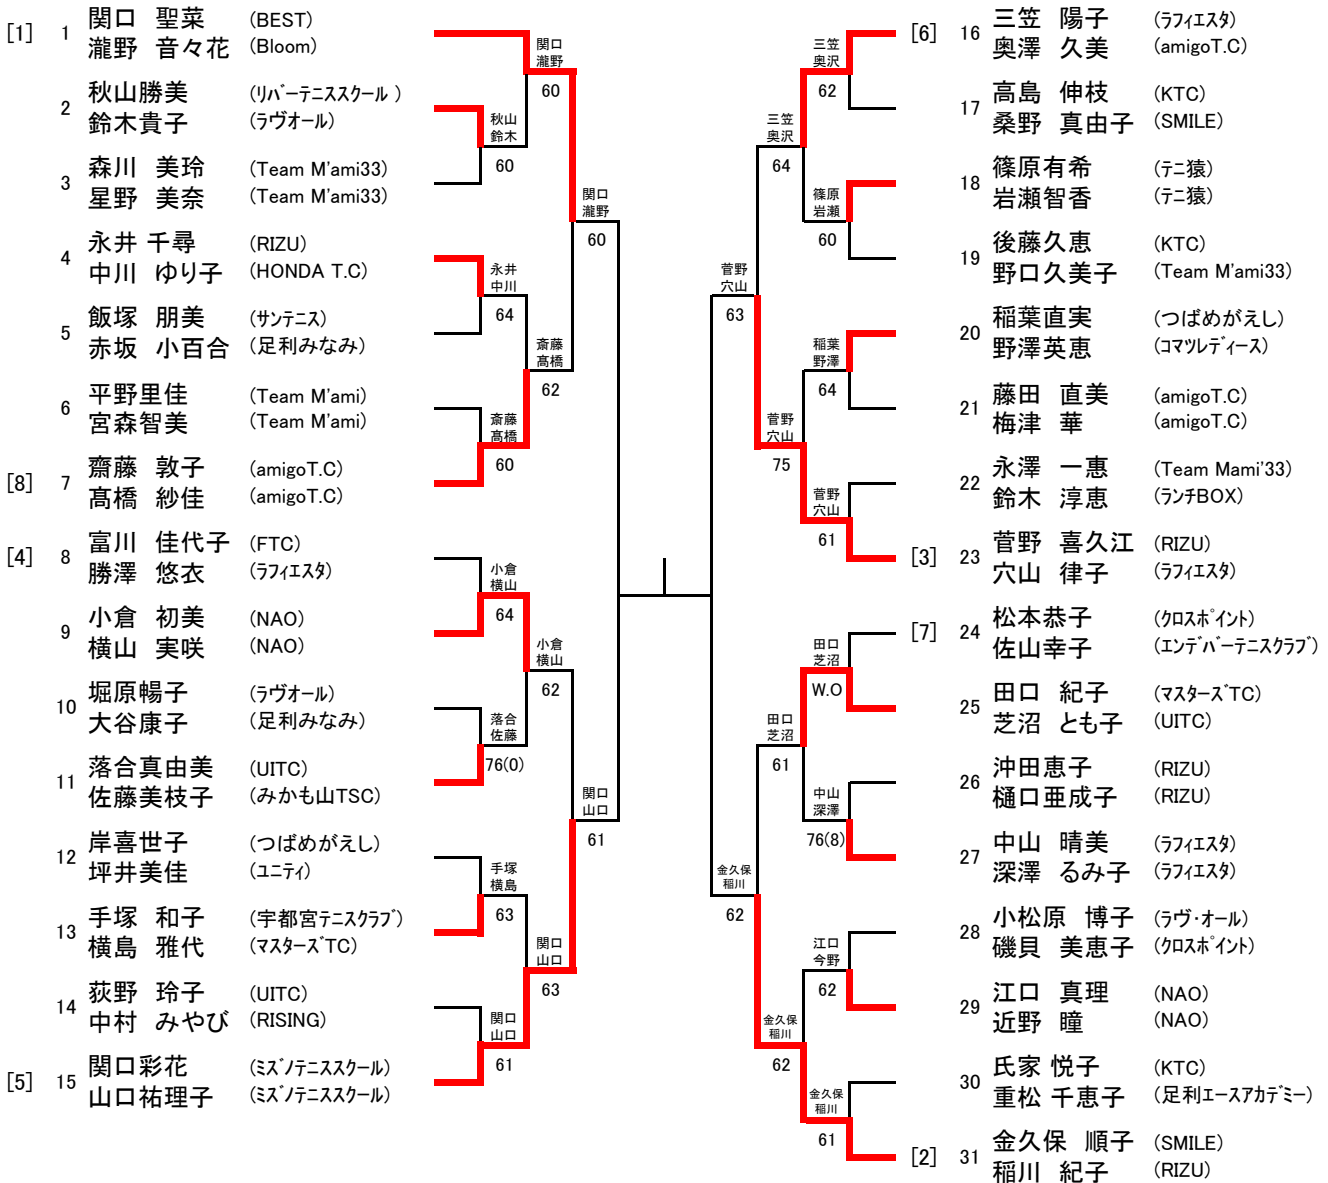 [1] 1 関口 聖菜 (BEST)
瀧野 音々花 (Bloom)
2 秋山勝美 (リバーテニススクール)
鈴木貴子 (ラヴォール)
3 森川 美玲 (Team M'ami33)
星野 美奈 (Team M'ami33)
4 永井 千尋 (RIZU)
中川 ゆり子 (HONDA T.C)
5 飯塚 朋美 (サンテニス)
赤坂 小百合 (足利みなみ)
6 平野里佳 (Team M'ami)
宮森智美 (Team M'ami)
[8] 7 齋藤 敦子 (amigoT.C)
髙橋 紗佳 (amigoT.C)
[4] 8 富川 佳代子 (FTC)
勝澤 悠衣 (ラフィエスタ)
9 小倉 初美 (NAO)
横山 実咲 (NAO)
10 堀原暢子 (ラヴオール)
大谷康子 (足利みなみ)
11 落合真由美 (UITC)
佐藤美枝子 (みかも山TSC)
12 岸喜世子 (つばめがえし)
坪井美佳 (ユニティ)
13 手塚 和子 (宇都宮テニスクラブ)
横島 雅代 (マスターズTC)
14 荻野 玲子 (UITC)
中村 みやび (RISING)
[5] 15 関口彩花 (ミズノテニススクール)
山口祐理子 (ミズノテニススクール)
秋山
鈴木
60
永井
中川
64
斎藤
髙橋
60
小倉
横山
64
落合
佐藤
76(0)
手塚
横島
63
関口
山口
61
関口
瀧野
60
斎藤
髙橋
62
小倉
横山
62
関口
山口
63
関口
瀧野
60
関口
山口
61
菅野
穴山
63
金久保
稲川
62
三笠
奥沢
64
菅野
穴山
75
田口
芝沼
61
金久保
稲川
62
三笠
奥沢
62
篠原
岩瀬
60
稲葉
野澤
64
菅野
穴山
61
田口
芝沼
W.O
中山
深澤
76(8)
江口
今野
62
金久保
稲川
61
[6] 16 三笠 陽子 (ラフィエスタ)
奥澤 久美 (amigoT.C)
17 高島 伸枝 (KTC)
桑野 真由子 (SMILE)
18 篠原有希 (テニ猿)
岩瀬智香 (テニ猿)
19 後藤久恵 (KTC)
野口久美子 (Team M'ami33)
20 稲葉直実 (つばめがえし)
野澤英恵 (コマツレディース)
21 藤田 直美 (amigoT.C)
梅津 華 (amigoT.C)
22 永澤 一惠 (Team Mami'33)
鈴木 淳恵 (ランチBOX)
[3] 23 菅野 喜久江 (RIZU)
穴山 律子 (ラフィエスタ)
[7] 24 松本恭子 (クロスポイント)
佐山幸子 (エンデバーテニスクラブ)
25 田口 紀子 (マスターズTC)
芝沼 とも子 (UITC)
26 沖田恵子 (RIZU)
樋口亜成子 (RIZU)
27 中山 晴美 (ラフィエスタ)
深澤 るみ子 (ラフィエスタ)
28 小松原 博子 (ラヴ・オール)
磯貝 美恵子 (クロスポイント)
29 江口 真理 (NAO)
近野 瞳 (NAO)
30 氏家 悦子 (KTC)
重松 千恵子 (足利エースアカデミー)
[2] 31 金久保 順子 (SMILE)
稲川 紀子 (RIZU)